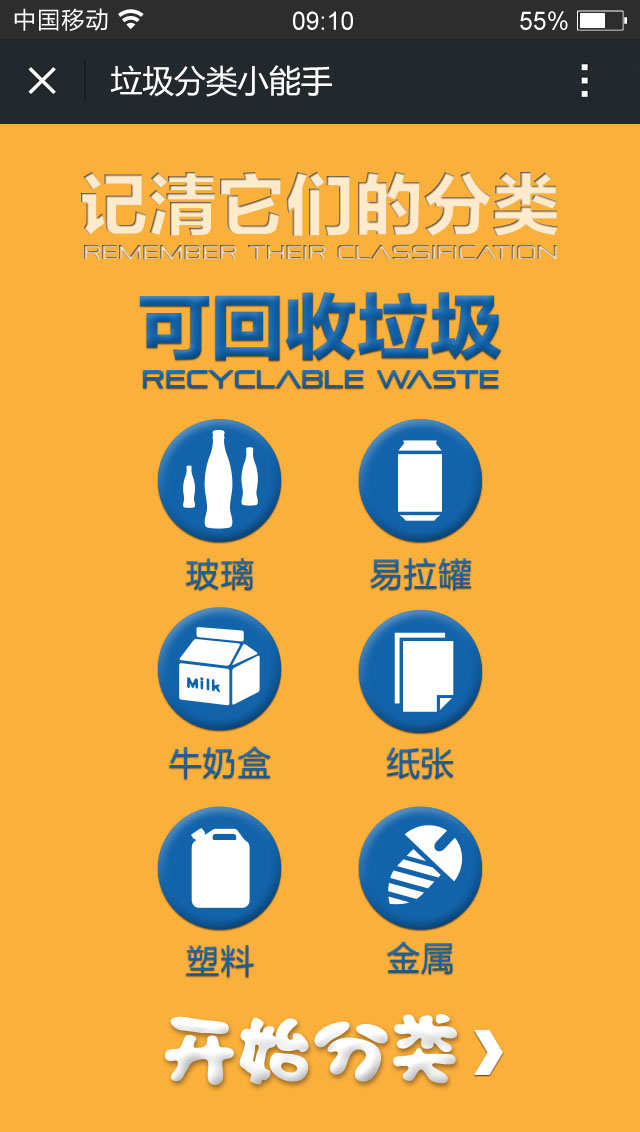 中国移动 09:10 55%
垃圾分类小能手
记清它们的分类
REMEMBER THEIR CLASSIFICATION
可回收垃圾
RECYCLABLE WASTE
玻璃 易拉罐
Milk
牛奶盒 纸张
塑料 金属
开始分类